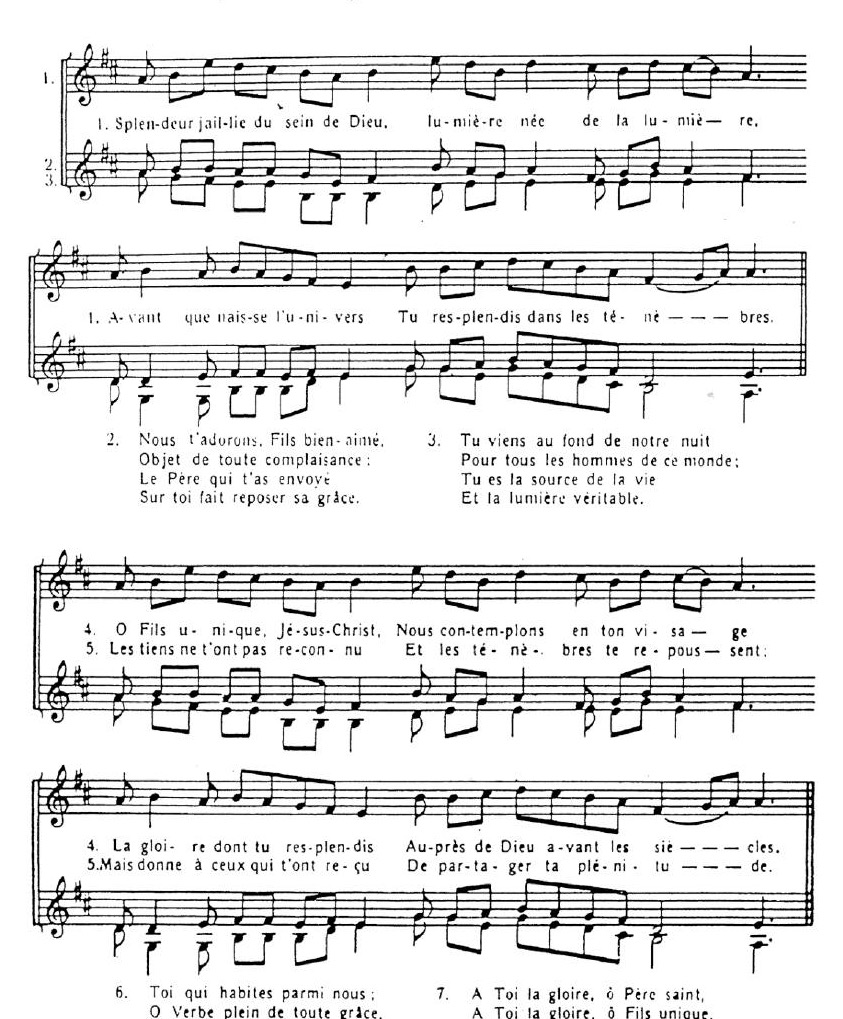 1.
1. Splen-deur jail-lie du sein de Dieu, lu-miè-re née de la lu-miè— re,
2.
3.
1. A-vant que nais-se l'u-ni-vers Tu res-plen-dis dans les té- nè — — — bres.
2. Nous t'adorons, Fils bien-aimé,
Objet de toute complaisance;
Le Père qui t'as envoyé
Sur toi fait reposer sa grâce.
3. Tu viens au fond de notre nuit
Pour tous les hommes de ce monde;
Tu es la source de la vie
Et la lumière véritable.
4. O Fils u- ni-que, Jé-sus-Christ, Nous con-tem-plons en ton vi- sa— ge
5. Les tiens ne t'ont pas re-con- nu Et les té- nè- bres te re- pous— sent;
4. La gloi- re dont tu res-plen-dis Au-près de Dieu a-vant les siè — — — cles.
5. Mais donne à ceux qui t'ont re-çu De par-ta- ger ta plé-ni- tu — — — de.
6. Toi qui habites parmi nous;
O Verbe plein de toute grâce,
7. A Toi la gloire, ô Père saint,
A Toi la gloire, ô Fils unique,